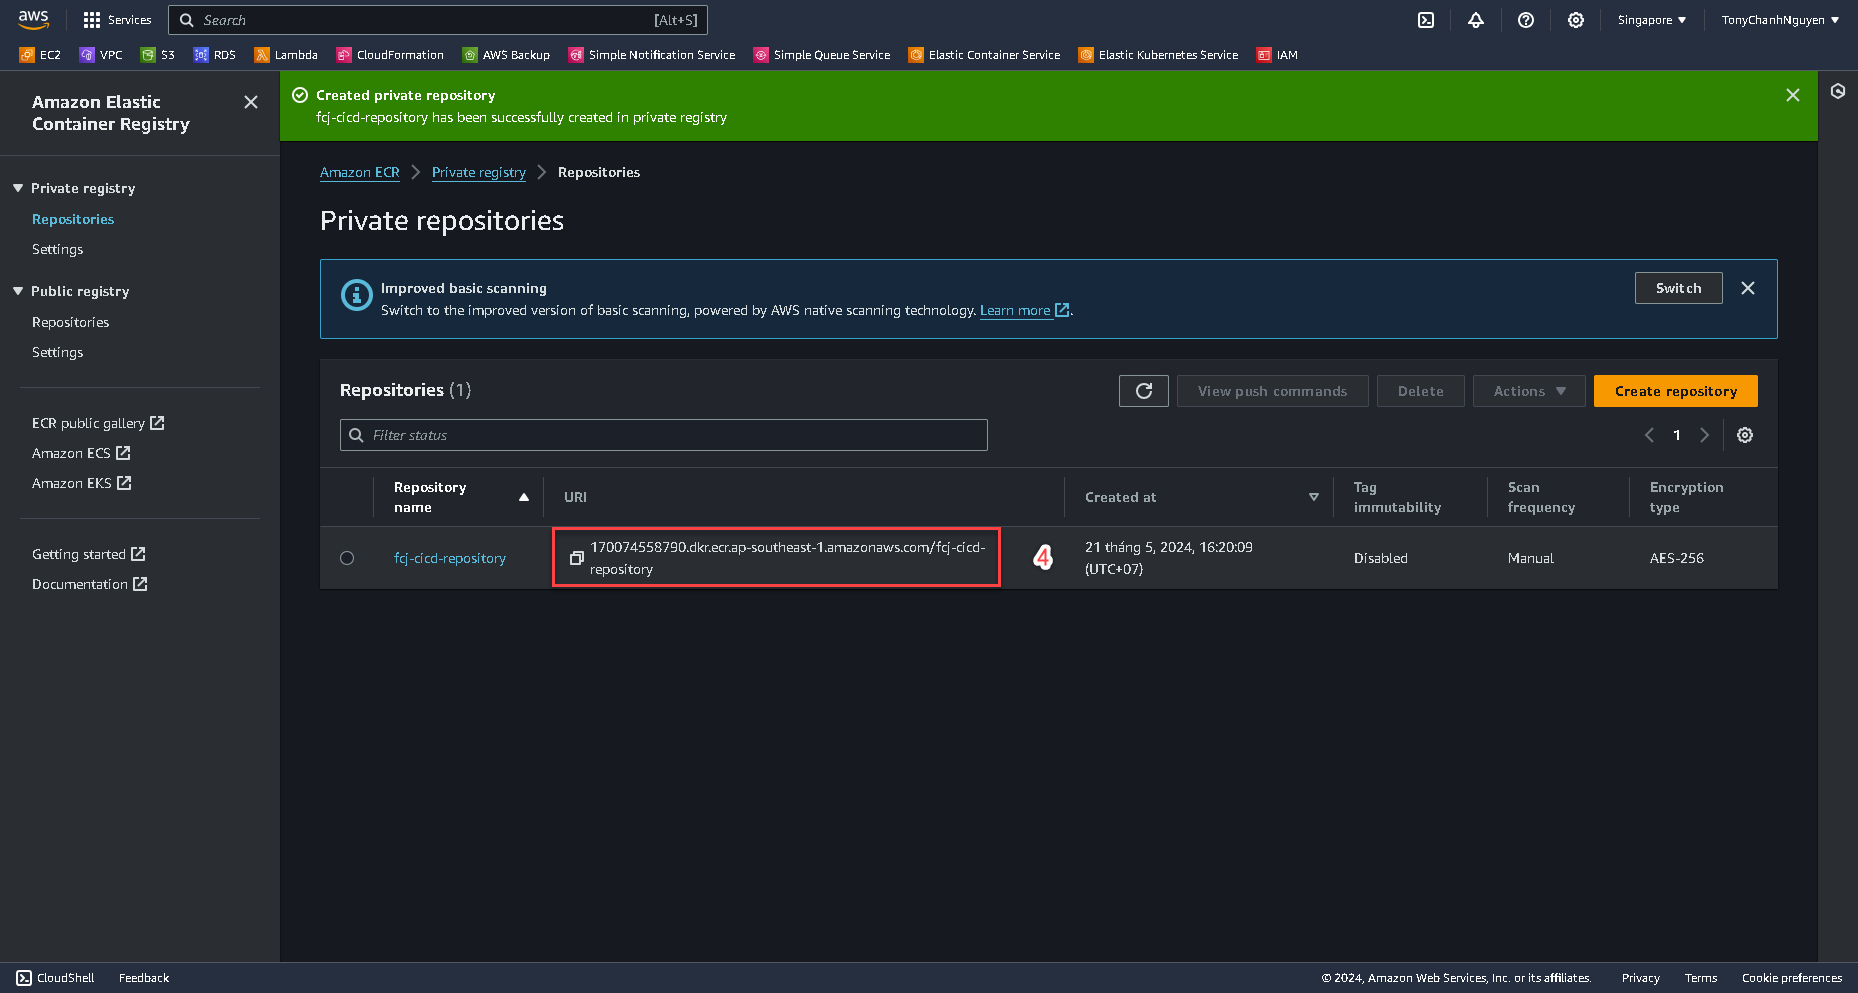 aws
Services
Search
[Alt+S]
Singapore
TonyChanhNguyen
EC2
VPC
S3
RDS
Lambda
CloudFormation
AWS Backup
Simple Notification Service
Simple Queue Service
Elastic Container Service
Elastic Kubernetes Service
IAM
Amazon Elastic
Container Registry
Private registry
Repositories
Settings
Public registry
Repositories
Settings
ECR public gallery
Amazon ECS
Amazon EKS
Getting started
Documentation
Created private repository
fcj-cicd-repository has been successfully created in private registry
Amazon ECR
Private registry
Repositories
Private repositories
Improved basic scanning
Switch to the improved version of basic scanning, powered by AWS native scanning technology. Learn more.
Switch
Repositories (1)
View push commands
Delete
Actions
Create repository
Filter status
1
Repository
name
URI
Created at
Tag
immutability
Scan
frequency
Encryption
type
fcj-cicd-repository
170074558790.dkr.ecr.ap-southeast-1.amazonaws.com/fcj-cicd-
repository
4
21 tháng 5, 2024, 16:20:09
(UTC+07)
Disabled
Manual
AES-256
CloudShell
Feedback
© 2024, Amazon Web Services, Inc. or its affiliates.
Privacy
Terms
Cookie preferences